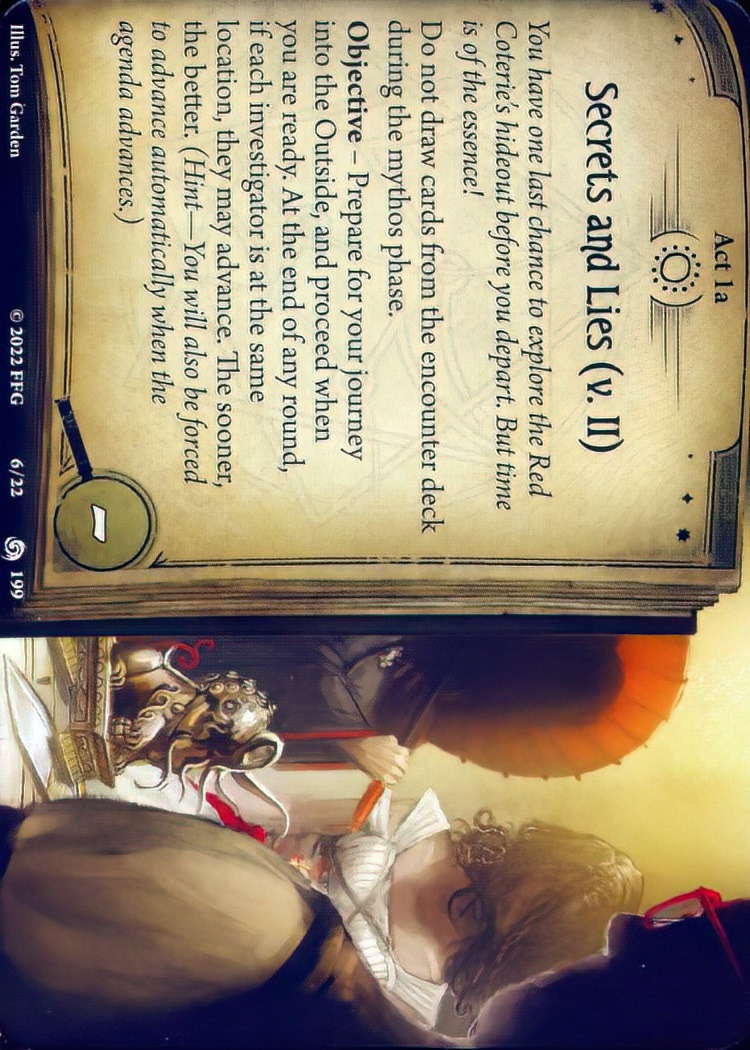 Act 1a
Secrets and Lies (v. II)
You have one last chance to explore the Red
Coterie's hideout before you depart. But time
is of the essence!
Do not draw cards from the encounter deck
during the mythos phase.
Objective – Prepare for your journey
into the Outside, and proceed when
you are ready. At the end of any round,
if each investigator is at the same
location, they may advance. The sooner,
the better. (Hint—You will also be forced
to advance automatically when the
agenda advances.)
–
Illus. Tom Garden © 2022 FFG 6/22 199